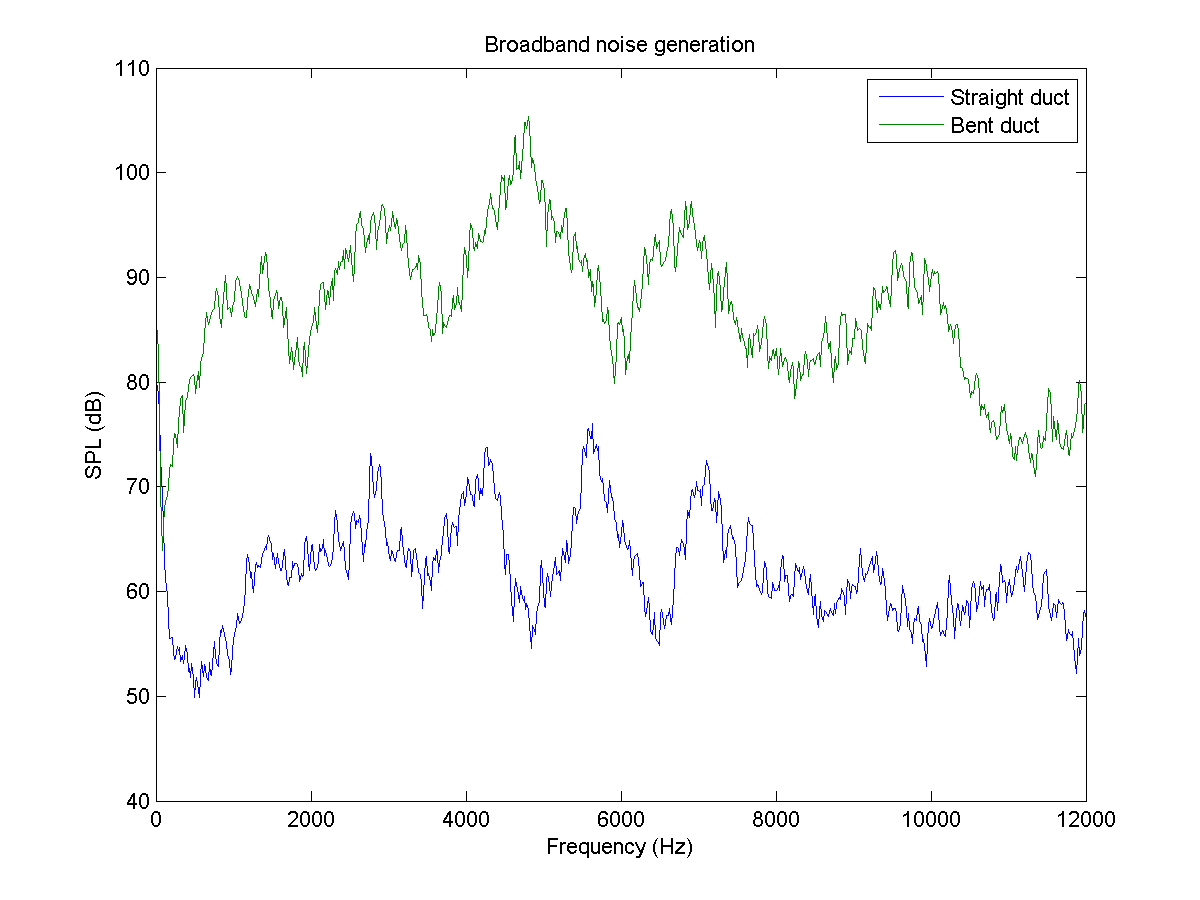 Broadband noise generation
110
100
90
80
70
60
50
40
SPL (dB)
Straight duct
Bent duct
0 2000 4000 6000 8000 10000 12000
Frequency (Hz)